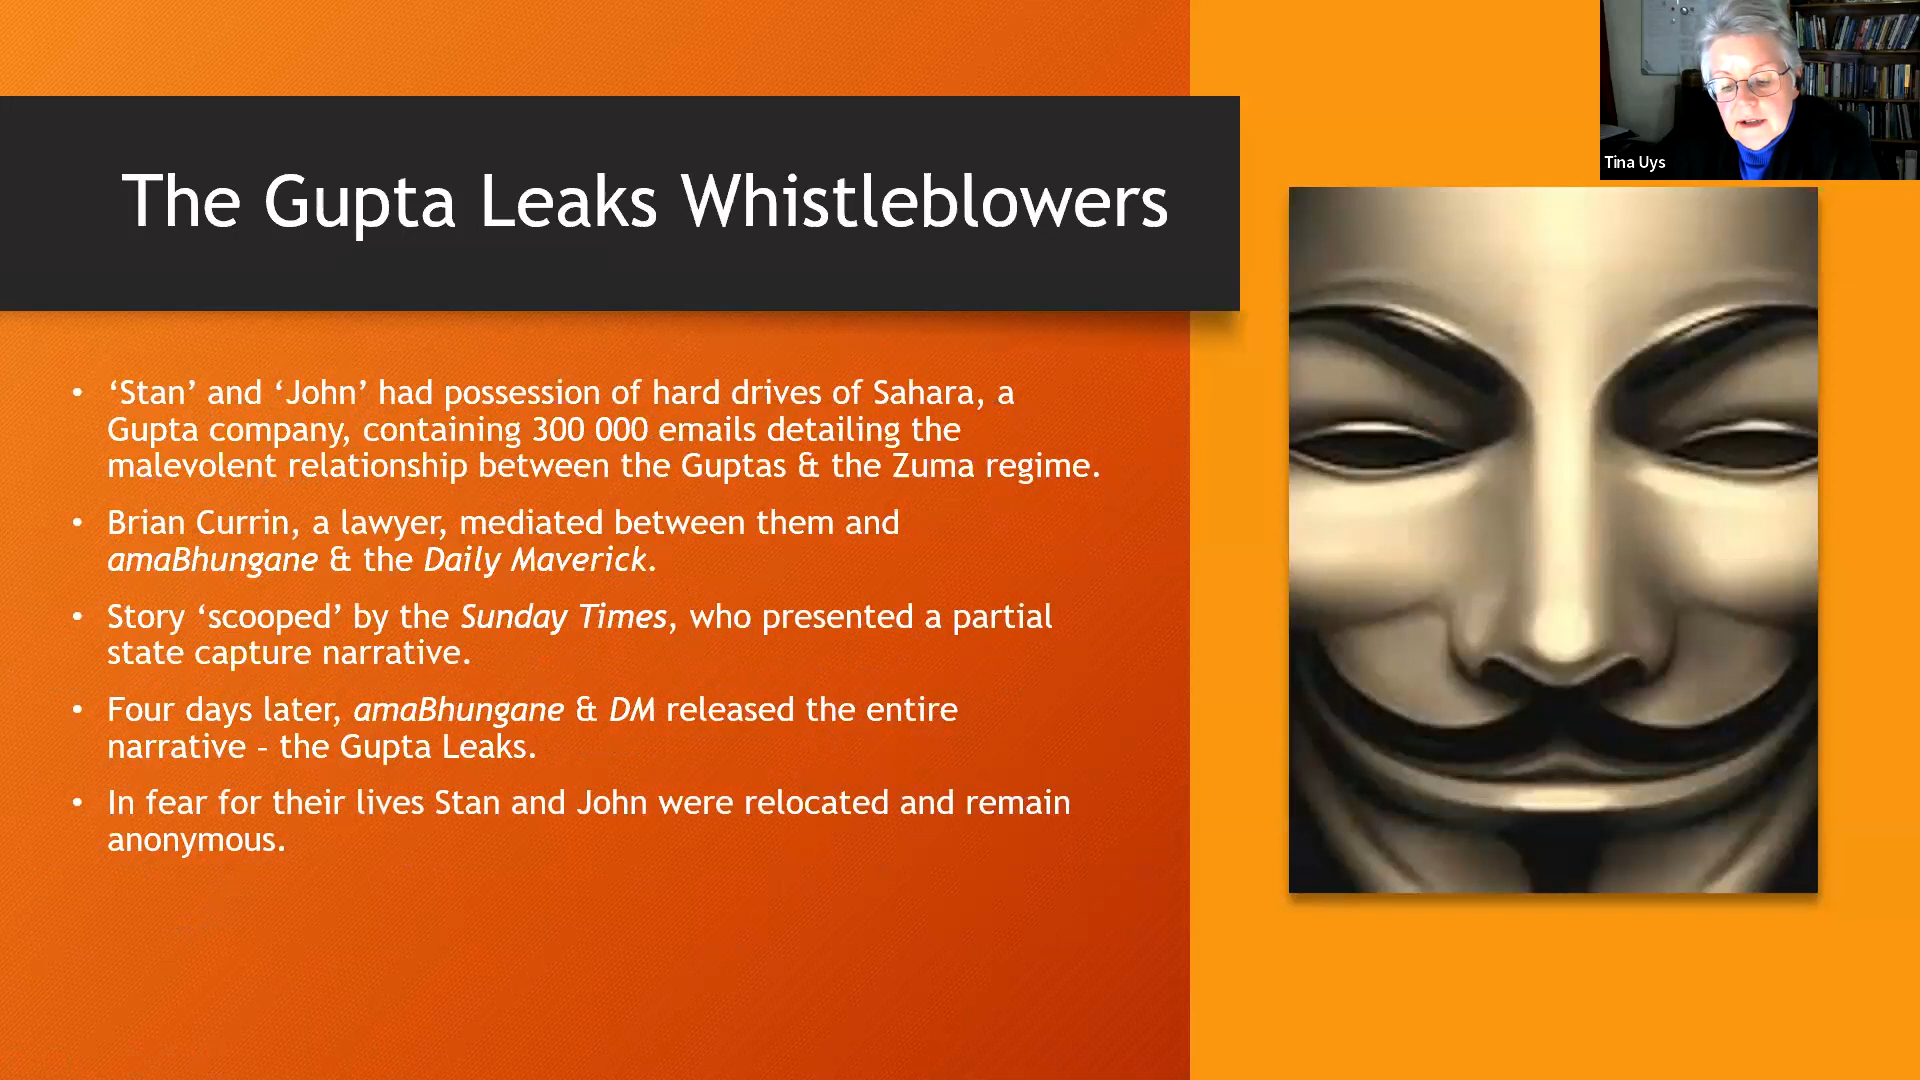 Tina Uys
The Gupta Leaks Whistleblowers
• ‘Stan’ and ‘John’ had possession of hard drives of Sahara, a
Gupta company, containing 300 000 emails detailing the
malevolent relationship between the Guptas & the Zuma regime.
• Brian Currin, a lawyer, mediated between them and
amaBhungane & the Daily Maverick.
• Story ‘scooped’ by the Sunday Times, who presented a partial
state capture narrative.
• Four days later, amaBhungane & DM released the entire
narrative – the Gupta Leaks.
• In fear for their lives Stan and John were relocated and remain
anonymous.